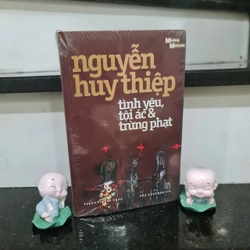 nguyễn
huy thiệp
tình yêu,
tội ác &
trừng phạt